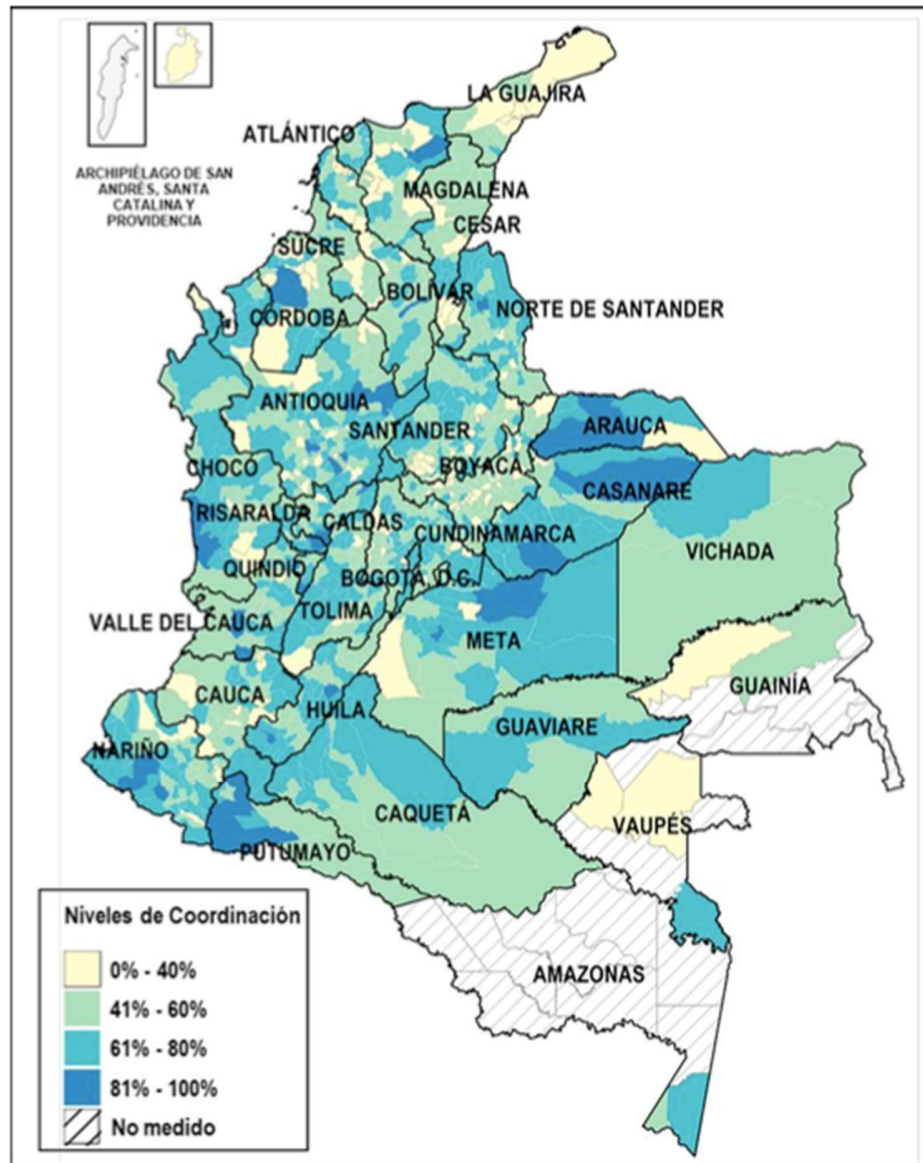 LA GUAJIRA
ATLÁNTICO
ARCHIPIÉLAGO DE SAN
ANDRÉS, SANTA
CATALINA Y
PROVIDENCIA
MAGDALENA
CESAR
SUCRE
BOLÍVAR
NORTE DE SANTANDER
CÓRDOBA
ANTIOQUIA
ARAUCA
SANTANDER
CHOCÓ
BOYACÁ
CASANARE
RISARALDA
CALDAS
CUNDINAMARCA
VICHADA
QUINDIO
BOGOTÁ, D.C.
TOLIMA
VALLE DEL CAUCA
META
CAUCA
GUAINÍA
HUILA
GUAVIARE
NARIÑO
CAQUETÁ
VAUPÉS
PUTUMAYO
AMAZONAS
Niveles de Coordinación
0% - 40%
41% - 60%
61% - 80%
81% - 100%
No medido